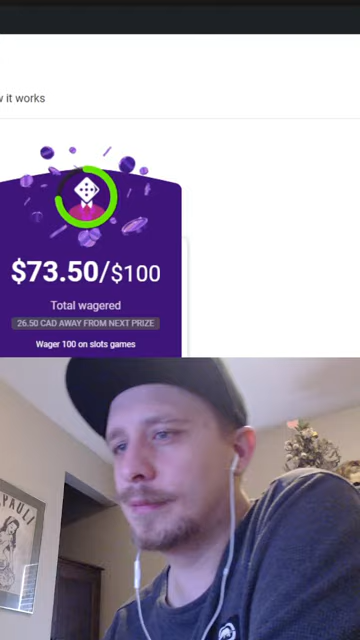 w it works
$73.50/$100
Total wagered
26.50 CAD AWAY FROM NEXT PRIZE
Wager 100 on slots games
PAULI